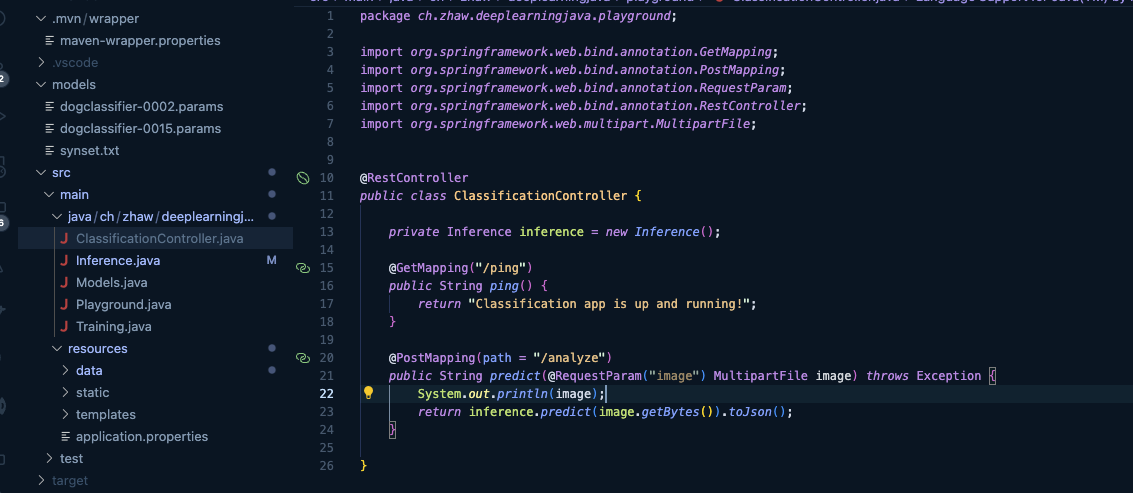 .mvn / wrapper
maven-wrapper.properties
.vscode
models
dogclassifier-0002.params
dogclassifier-0015.params
synset.txt
src
main
java / ch / zhaw / deeplearningj...
ClassificationController.java
Inference.java M
Models.java
Playground.java
Training.java
resources
data
static
templates
application.properties
test
target
1 package ch.zhaw.deeplearningjava.playground;
2
3 import org.springframework.web.bind.annotation.GetMapping;
4 import org.springframework.web.bind.annotation.PostMapping;
5 import org.springframework.web.bind.annotation.RequestParam;
6 import org.springframework.web.bind.annotation.RestController;
7 import org.springframework.web.multipart.MultipartFile;
8
9
10 @RestController
11 public class ClassificationController {
12
13 private Inference inference = new Inference();
14
15 @GetMapping("/ping")
16 public String ping() {
17 return "Classification app is up and running!";
18 }
19
20 @PostMapping(path = "/analyze")
21 public String predict(@RequestParam("image") MultipartFile image) throws Exception {
22 System.out.println(image);
23 return inference.predict(image.getBytes()).toJson();
24 }
25
26 }